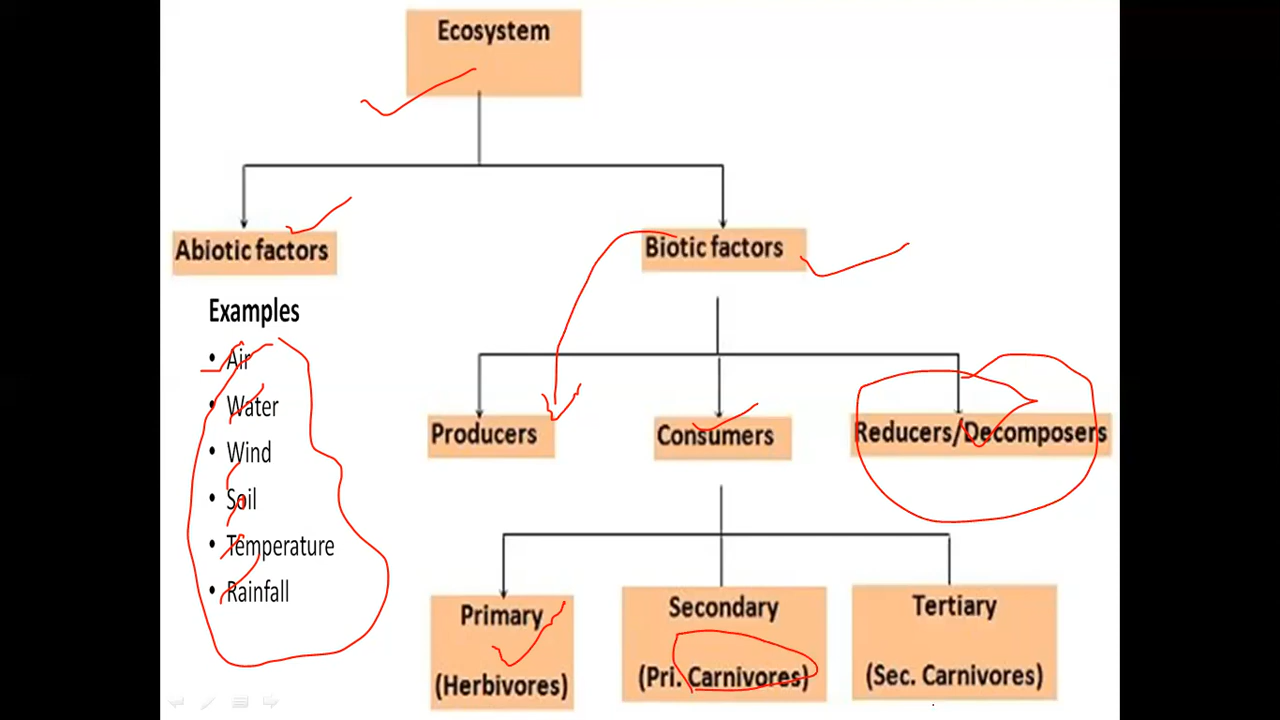 Ecosystem
Abiotic factors
Biotic factors
Examples
• Air
• Water
• Wind
• Soil
• Temperature
• Rainfall
Producers
Consumers
Reducers/Decomposers
Primary
(Herbivores)
Secondary
(Pri. Carnivores)
Tertiary
(Sec. Carnivores)